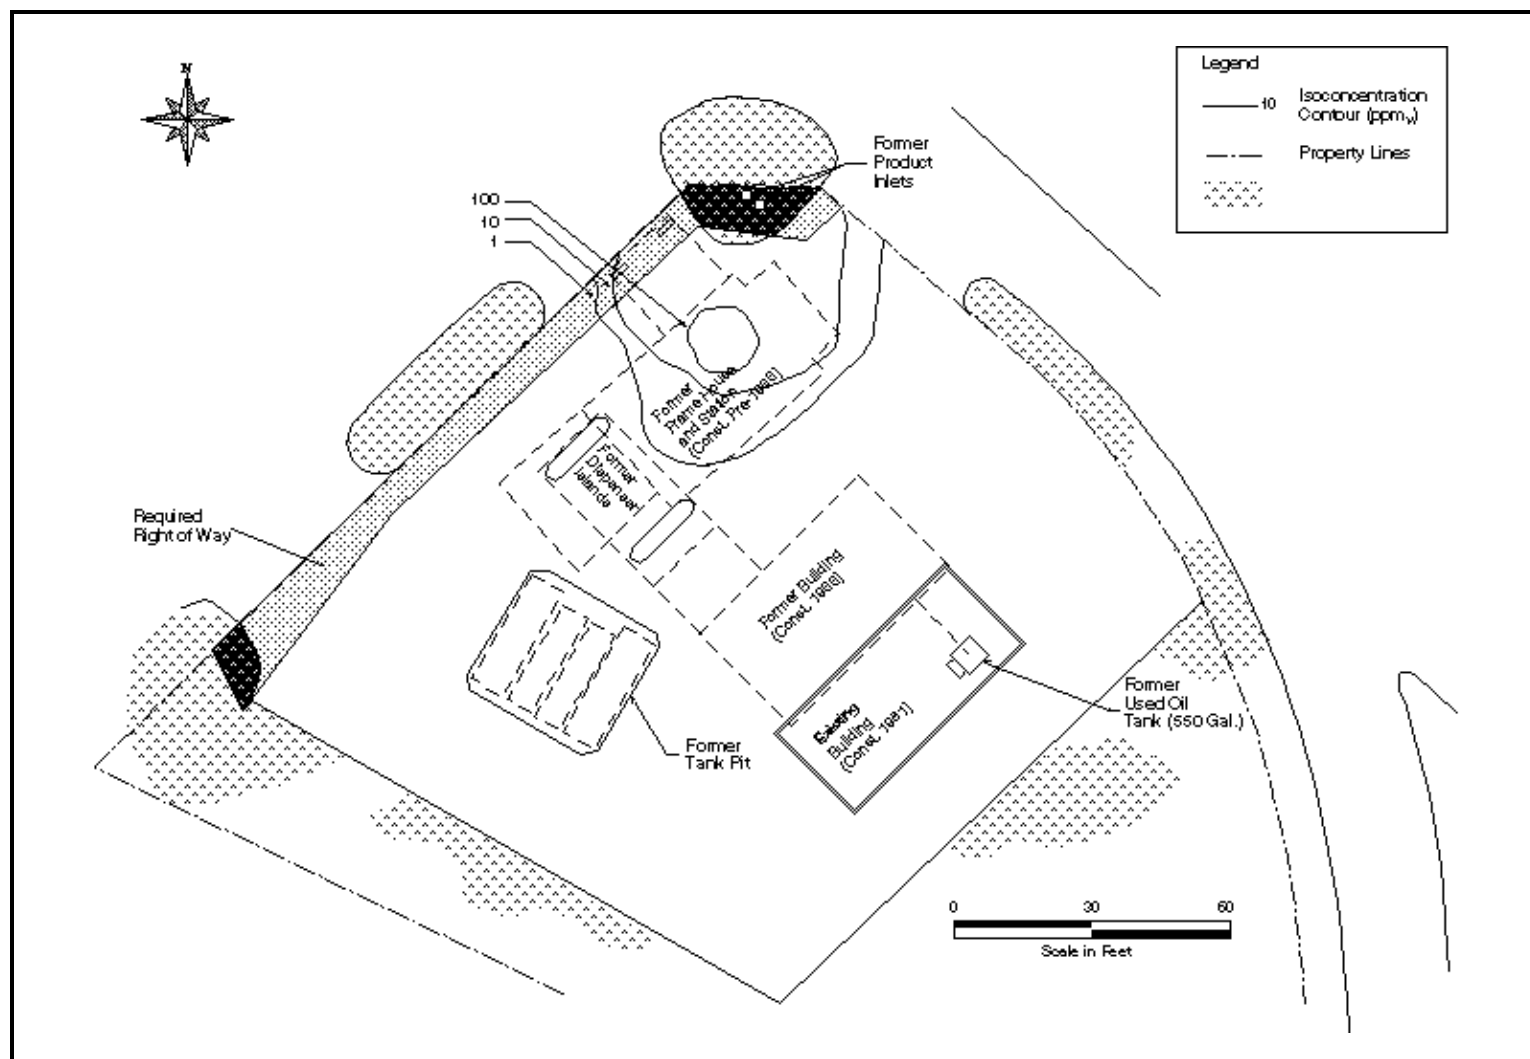 N
Legend
10 Isoconcentration
Contour (ppmv)
Property Lines
Former
Product
Inlets
100
10
1
Former
Frame House
and Station
(Const. Pre-1966)
Former
Dispenser
Islands
Required
Right of Way
Former Building
(Const. 1966)
Former
Used Oil
Tank (550 Gal.)
Existing
Building
(Const. 1981)
Former
Tank Pit
0 30 60
Scale in Feet